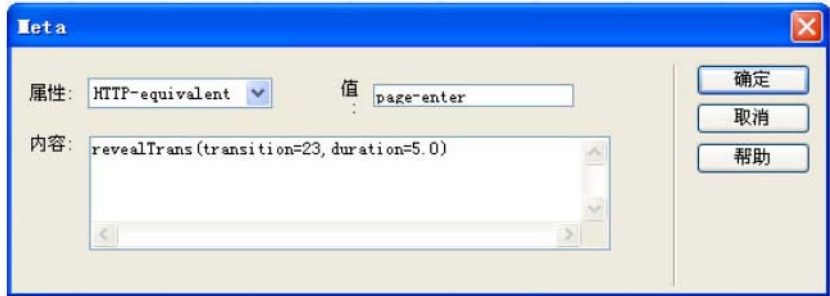 Meta
属性: HTTP-equivalent 值: page-enter
内容: revealTrans(transition=23,duration=5.0)
确定
取消
帮助